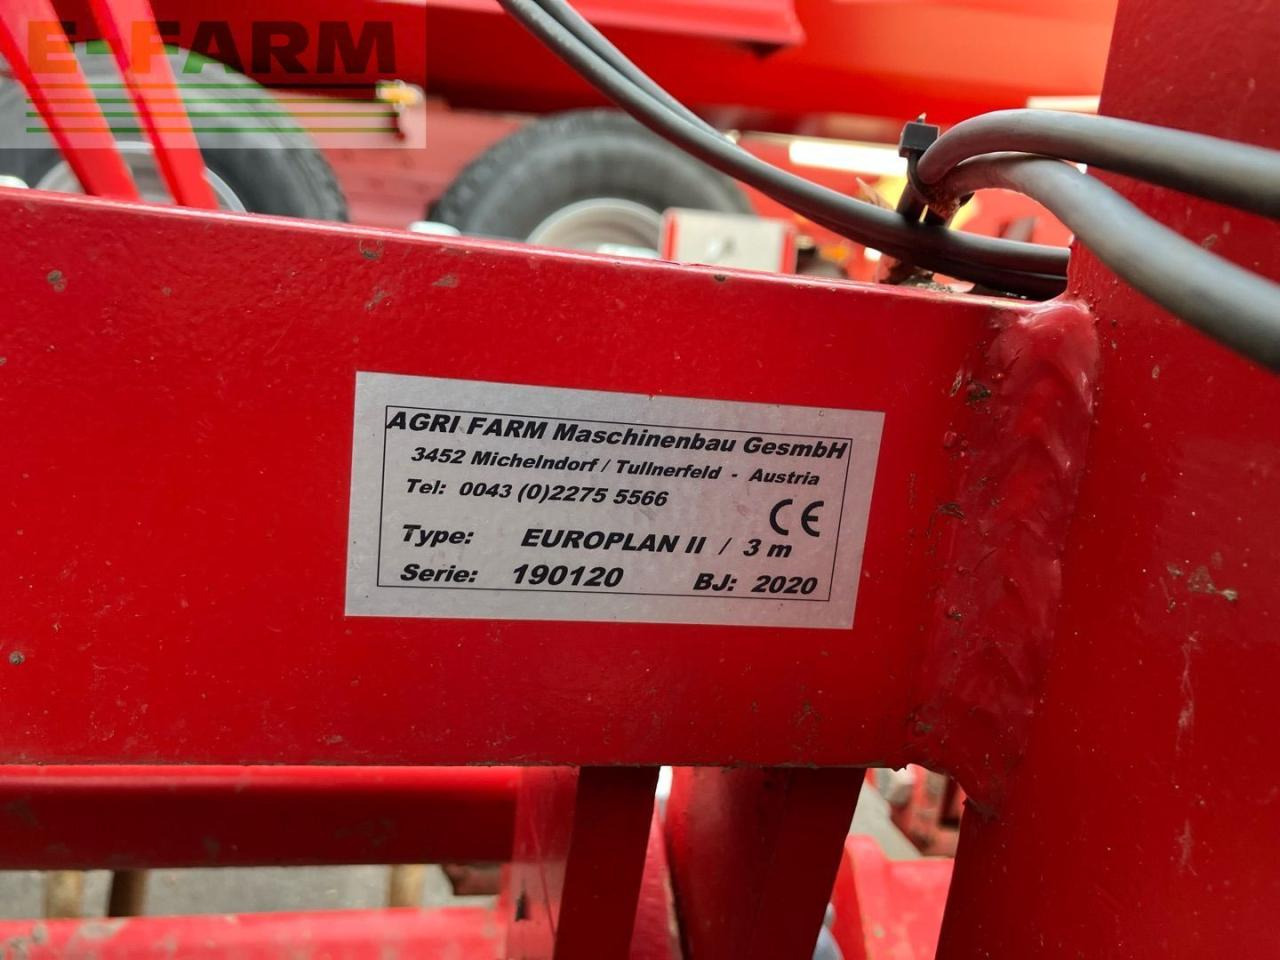 E-FARM
AGRI FARM Maschinenbau GesmbH
3452 Michelndorf / Tullnerfeld - Austria
Tel: 0043 (0)2275 5566
CE
Type: EUROPLAN II / 3 m
Serie: 190120 BJ: 2020